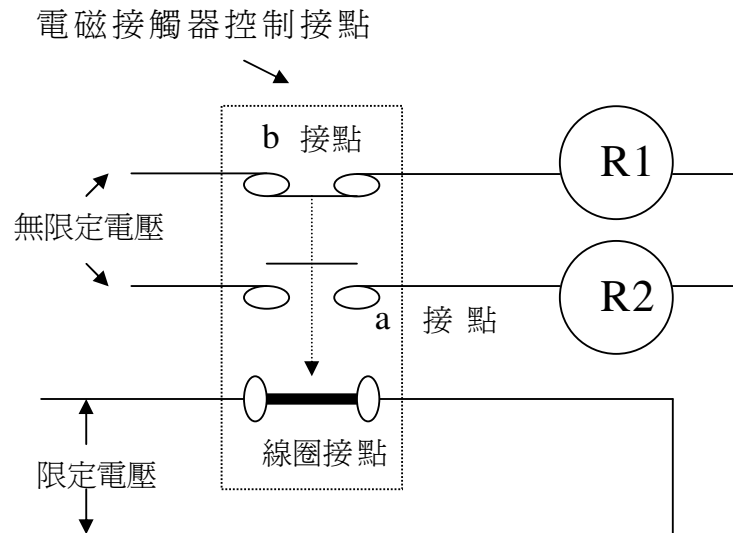 電磁接觸器控制接點
b 接點
R1
無限定電壓
R2
a 接 點
線圈接點
限定電壓